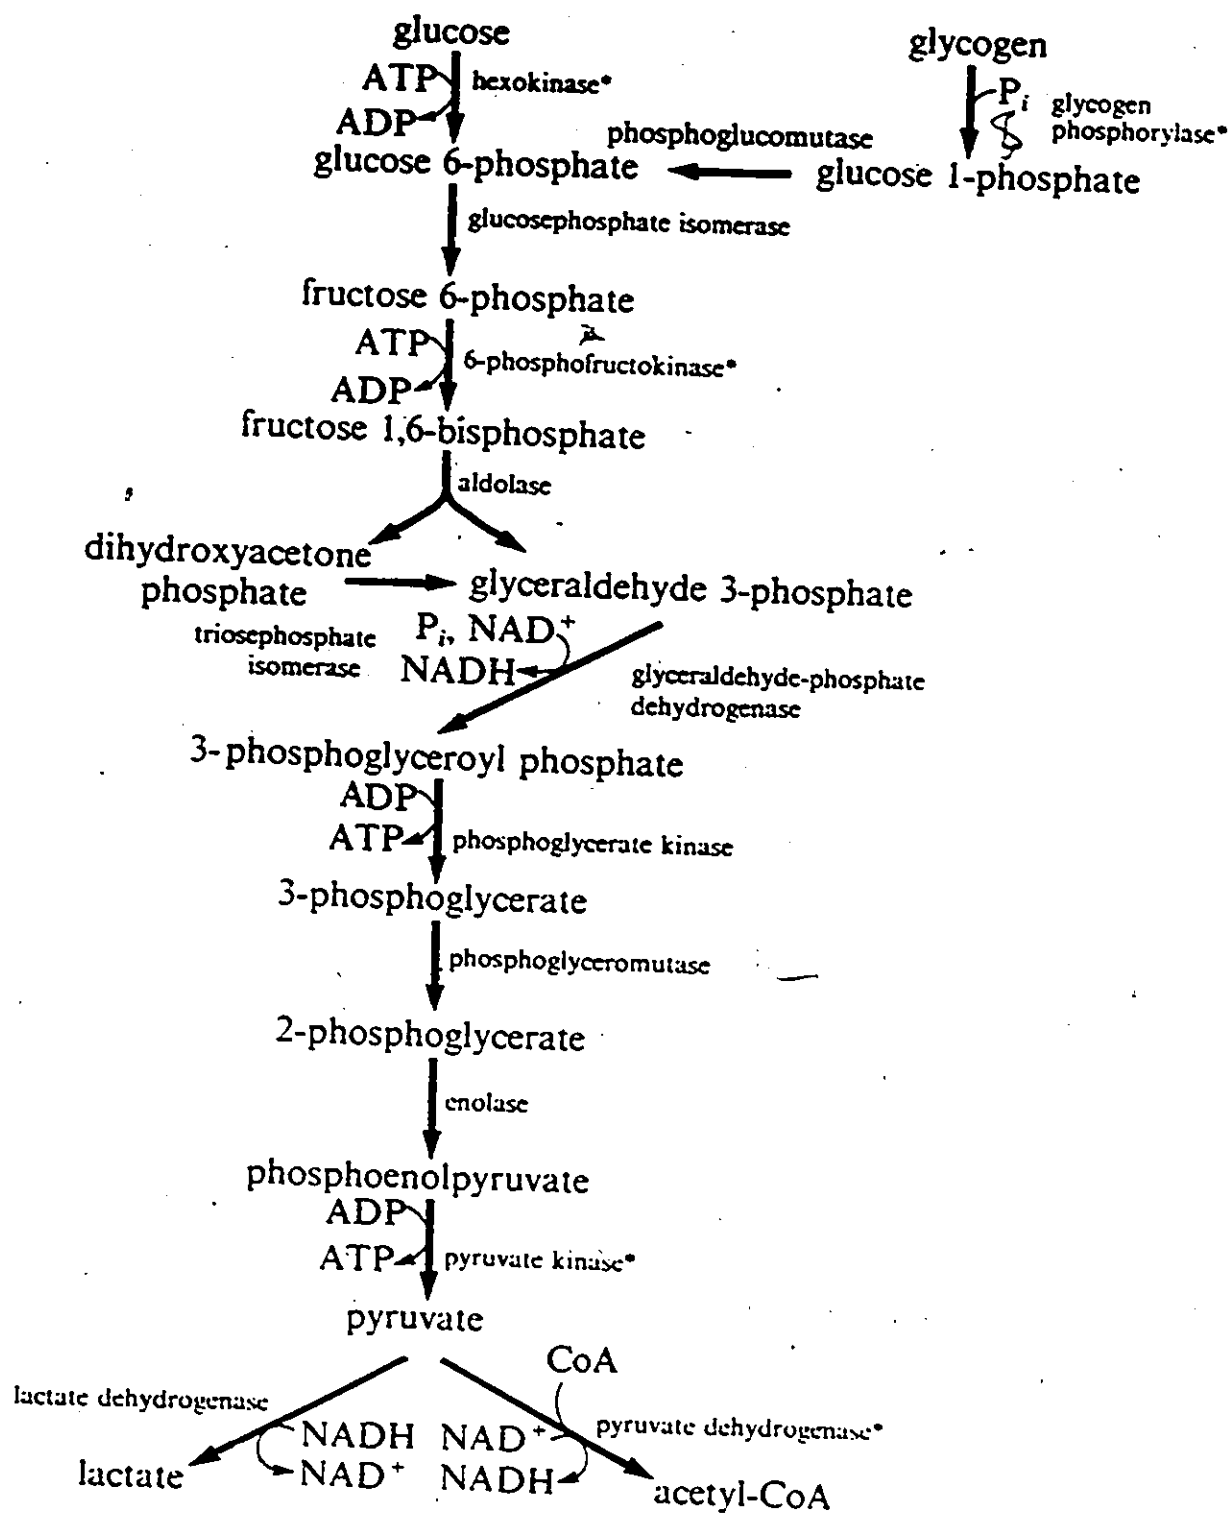 glucose
glycogen
ATP
hexokinase*
P i
glycogen
phosphorylase*
ADP
phosphoglucomutase
glucose 6-phosphate
glucose 1-phosphate
glucosephosphate isomerase
fructose 6-phosphate
ATP
6-phosphofructokinase*
ADP
fructose 1,6-bisphosphate
aldolase
dihydroxyacetone
phosphate
glyceraldehyde 3-phosphate
triosephosphate
isomerase
P i, NAD+
NADH
glyceraldehyde-phosphate
dehydrogenase
3-phosphoglyceroyl phosphate
ADP
ATP
phosphoglycerate kinase
3-phosphoglycerate
phosphoglyceromutase
2-phosphoglycerate
enolase
phosphoenolpyruvate
ADP
ATP
pyruvate kinase*
pyruvate
CoA
lactate dehydrogenase
NADH
NAD+
pyruvate dehydrogenase*
NAD+
NADH
lactate
acetyl-CoA